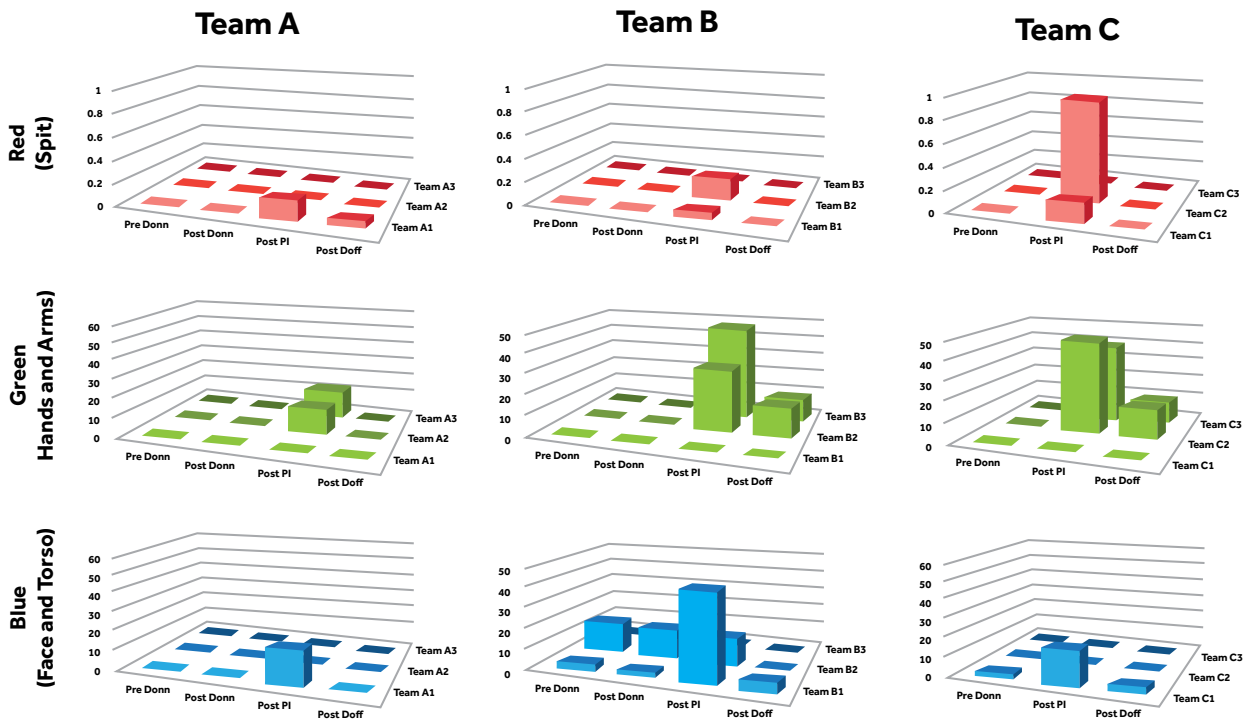 Team A
Team B
Team C
Red
(Spit)
1
0.8
0.6
0.4
0.2
0
Pre Donn
Post Donn
Post PI
Post Doff
Team A3
Team A2
Team A1
1
0.8
0.6
0.4
0.2
0
Pre Donn
Post Donn
Post PI
Post Doff
Team B3
Team B2
Team B1
1
0.8
0.6
0.4
0.2
0
Pre Donn
Post PI
Post Doff
Team C3
Team C2
Team C1
Green
Hands and Arms)
60
50
50
40
30
20
10
0
Pre Donn
Post Donn
Post PI
Post Doff
Team A3
Team A2
Team A1
50
40
30
20
10
0
Pre Donn
Post Donn
Post PI
Post Doff
Team B3
Team B2
Team B1
50
40
30
20
10
0
Pre Donn
Post PI
Post Doff
Team C3
Team C2
Team C1
Blue
(Face and Torso)
60
50
50
40
30
20
10
0
Pre Donn
Post Donn
Post PI
Post Doff
Team A3
Team A2
Team A1
50
40
30
20
10
0
Pre Donn
Post Donn
Post PI
Post Doff
Team B3
Team B2
Team B1
60
50
40
30
20
10
0
Pre Donn
Post PI
Post Doff
Team C3
Team C2
Team C1